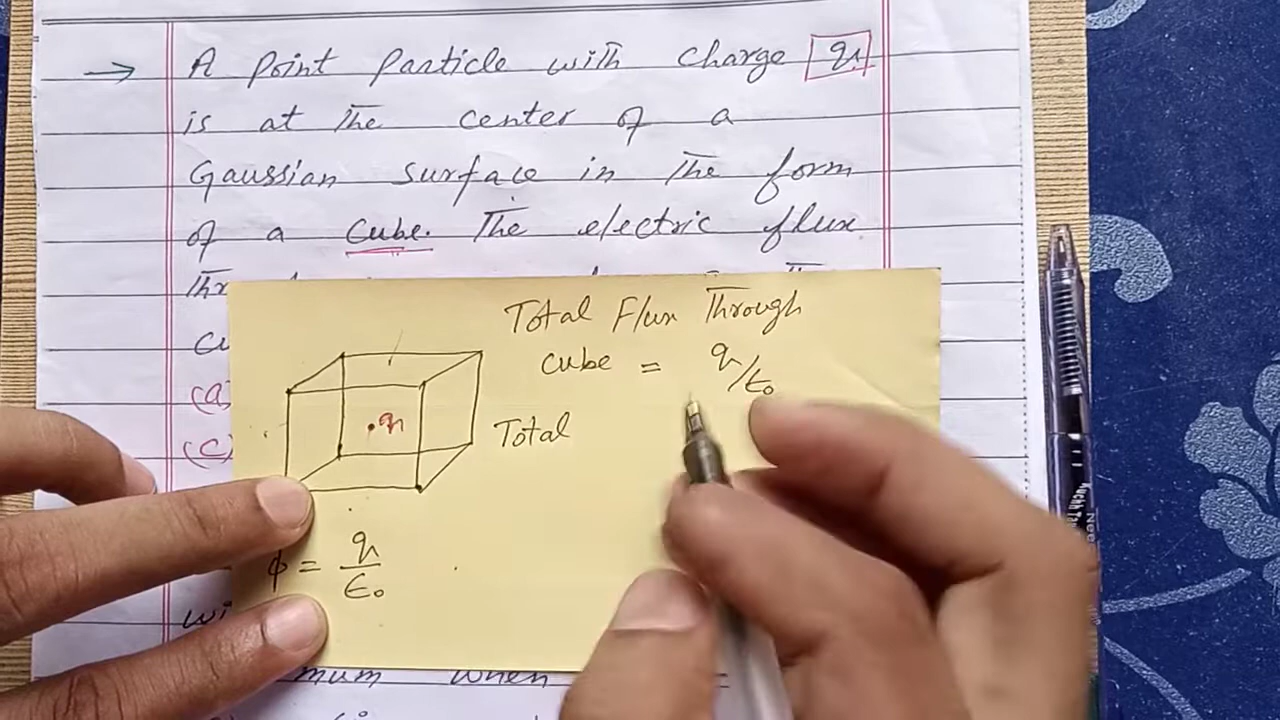 → A point particle with charge q
is at the center of a
Gaussian surface in the form
of a cube. The electric flux
Total Flux Through
cube = q/ε₀
q
Total
(a)
(c)
ϕ = q/ε₀
mum when